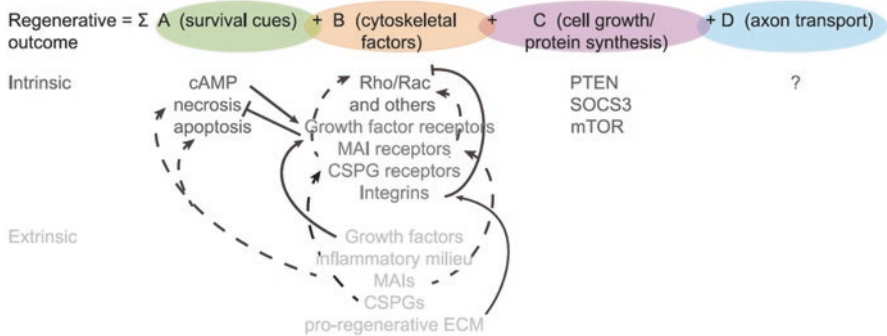 Regenerative = Σ A (survival cues) + B (cytoskeletal + C (cell growth/ + D (axon transport)
outcome factors) protein synthesis)
Intrinsic cAMP Rho/Rac PTEN ?
necrosis and others SOCS3
apoptosis Growth factor receptors mTOR
MAI receptors
CSPG receptors
Integrins
Extrinsic Growth factors
inflammatory milieu
MAIs
CSPGs
pro-regenerative ECM